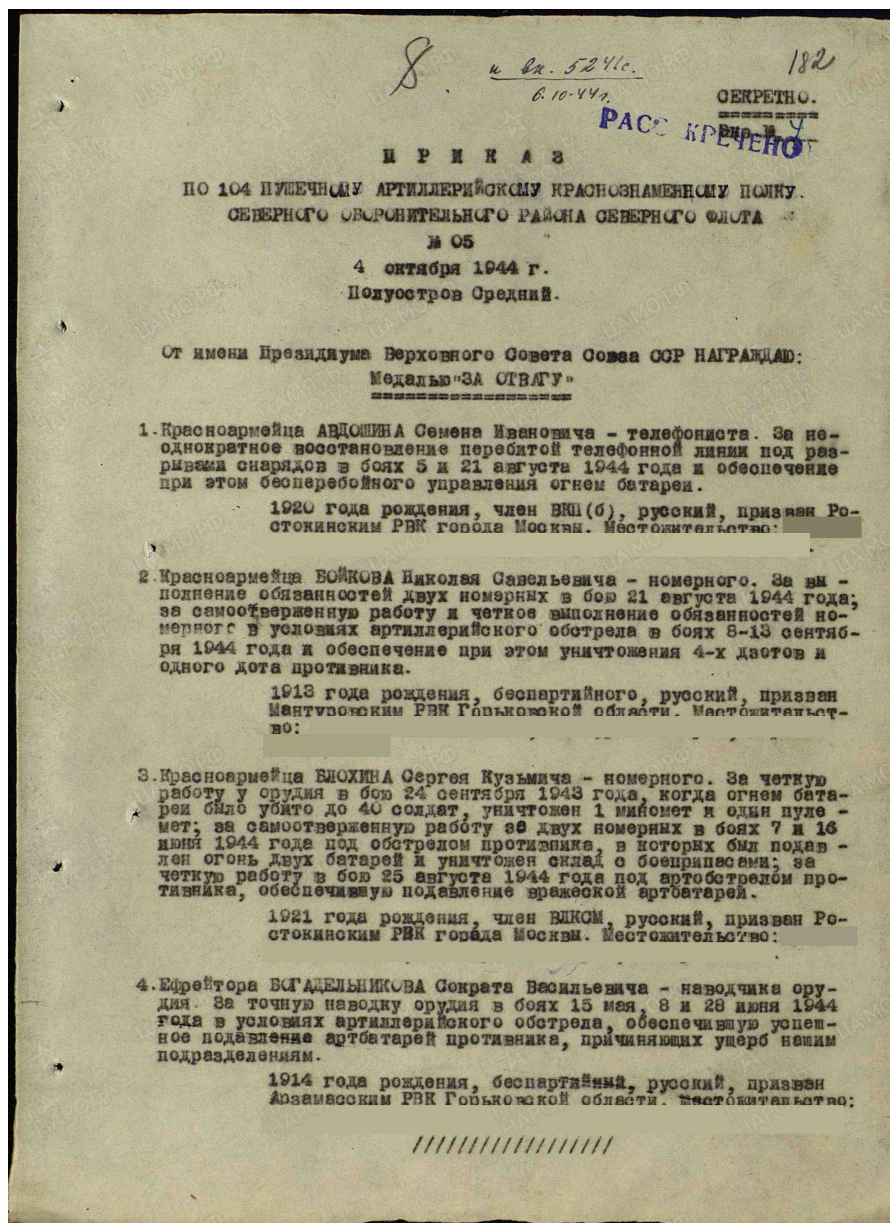 8
к вх. 5241с.
6.10.44г.
182
СЕКРЕТНО.
РАССЕКРЕЧЕНО
П Р И К А З
ПО 104 ПУШЕЧНОМУ АРТИЛЛЕРИЙСКОМУ КРАСНОЗНАМЕННОМУ ПОЛКУ.
СЕВЕРНОГО ОБОРОНИТЕЛЬНОГО РАЙОНА СЕВЕРНОГО ФЛОТА
№ 05
4 октября 1944 г.
Полуостров Средний.
От имени Президиума Верховного Совета Союза ССР НАГРАЖДАЮ:
Медалью "ЗА ОТВАГУ"
1. Красноармейца АВДОШИНА Семена Ивановича – телефониста. За не-
однократное восстановление перебитой телефонной линии под раз-
рывами снарядов в боях 5 и 21 августа 1944 года и обеспечение
при этом бесперебойного управления огнем батареи.
1920 года рождения, член ВКП(б), русский, призван Ро-
стокинским РВК города Москвы. Местожительство:
2. Красноармейца БОЙКОВА Николая Савельевича – номерного. За вы -
полнение обязанностей двух номерных в бою 21 августа 1944 года;
за самоотверженную работу и четкое выполнение обязанностей но-
мерного в условиях артиллерийского обстрела в боях 8-13 сентяб-
ря 1944 года и обеспечение при этом уничтожения 4-х дзотов и
одного дота противника.
1913 года рождения, беспартийного, русский, призван
Мантуровским РВК Горьковской области. Местожительст-
во:
3. Красноармейца БЛОХИНА Сергея Кузьмича – номерного. За четкую
работу у орудия в бою 24 сентября 1943 года, когда огнем бата-
реи было убито до 40 солдат, уничтожен 1 миномет и один пуле -
мет; за самоотверженную работу за двух номерных в боях 7 и 16
июня 1944 года под обстрелом противника, в которых был подав -
лен огонь двух батарей и уничтожен склад с боеприпасами; за
четкую работу в бою 25 августа 1944 года под артобстрелом про-
тивника, обеспечившую подавление вражеской артбатарей.
1921 года рождения, член ВЛКСМ, русский, призван Ро-
стокинским РВК города Москвы. Местожительство:
4. Ефрейтора БОГАДЕЛЬНИКОВА Сократа Васильевича – наводчика ору-
дия. За точную наводку орудия в боях 15 мая, 8 и 28 июня 1944
года в условиях артиллерийского обстрела, обеспечившую успеш-
ное подавление артбатарей противника, причиняющих ущерб нашим
подразделениям.
1914 года рождения, беспартийный, русский, призван
Арзамасским РВК Горьковской области. Местожительство:
//////////////////